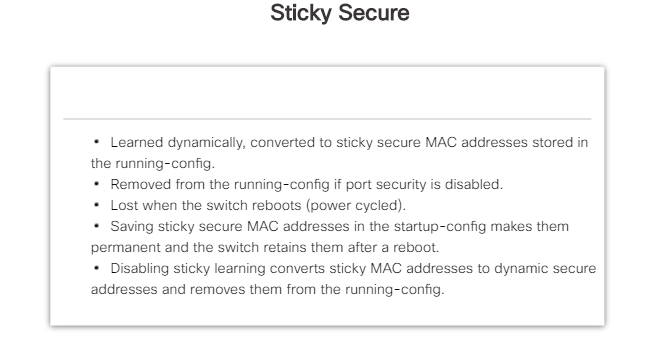 Sticky Secure
• Learned dynamically, converted to sticky secure MAC addresses stored in
the running-config.
• Removed from the running-config if port security is disabled.
• Lost when the switch reboots (power cycled).
• Saving sticky secure MAC addresses in the startup-config makes them
permanent and the switch retains them after a reboot.
• Disabling sticky learning converts sticky MAC addresses to dynamic secure
addresses and removes them from the running-config.